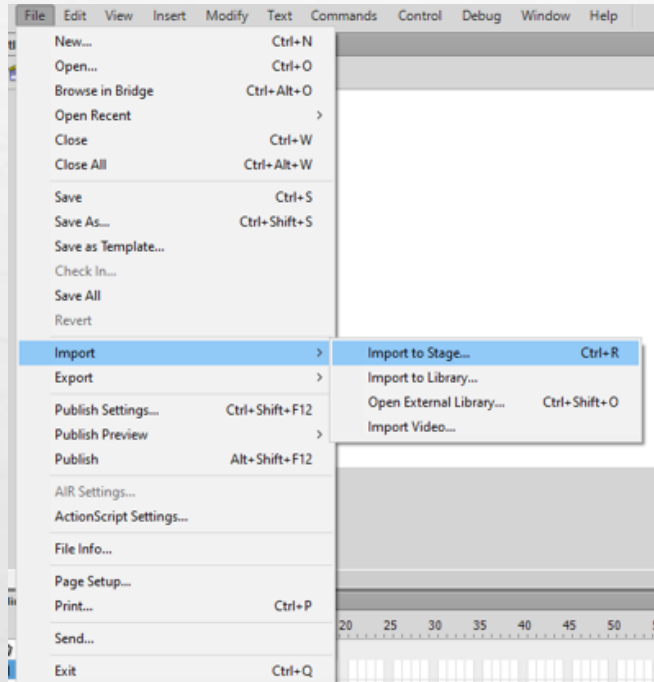 File Edit View Insert Modify Text Commands Control Debug Window Help
New... Ctrl+N
Open... Ctrl+O
Browse in Bridge Ctrl+Alt+O
Open Recent >
Close Ctrl+W
Close All Ctrl+Alt+W
Save Ctrl+S
Save As... Ctrl+Shift+S
Save as Template...
Check In...
Save All
Revert
Import >
Export >
Publish Settings... Ctrl+Shift+F12
Publish Preview >
Publish Alt+Shift+F12
AIR Settings...
ActionScript Settings...
File Info...
Page Setup...
Print... Ctrl+P
Send...
Exit Ctrl+Q
Import to Stage... Ctrl+R
Import to Library...
Open External Library... Ctrl+Shift+O
Import Video...
20 25 30 35 40 45 50